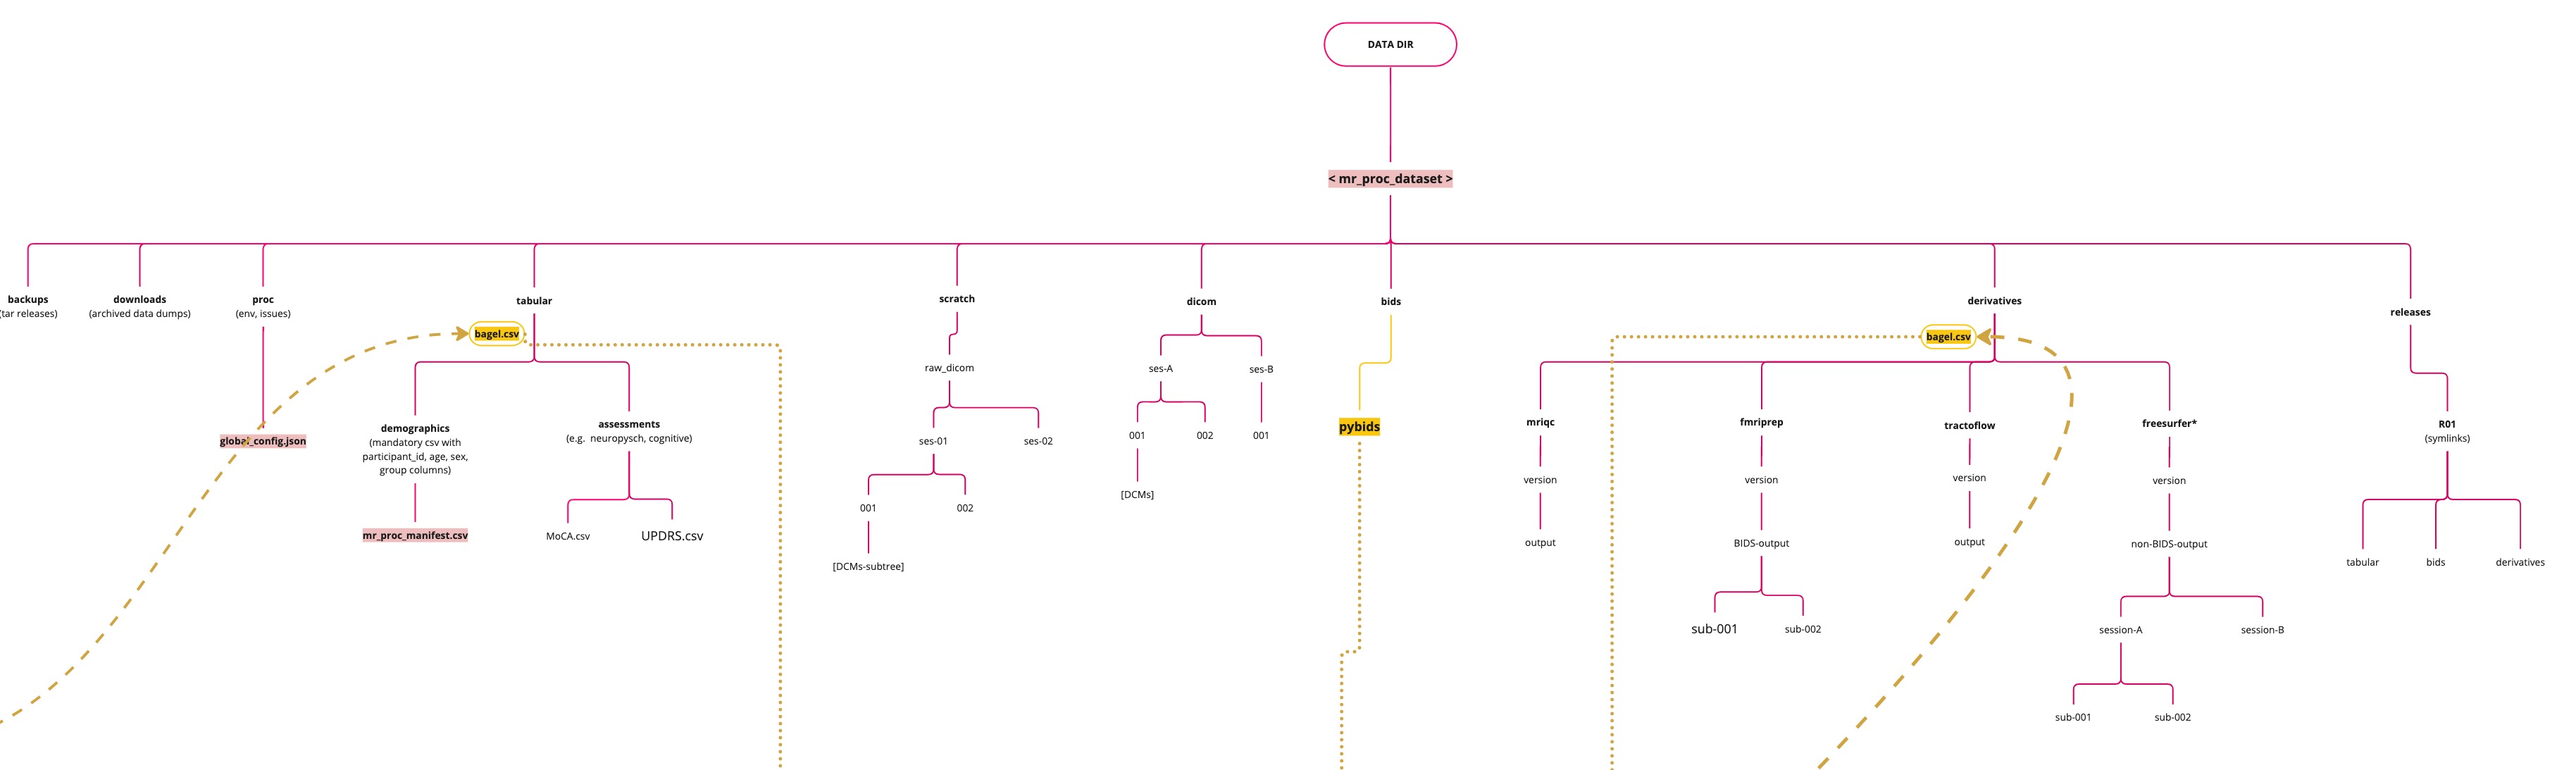 DATA DIR
< mr_proc_dataset >
backups
(tar releases)
downloads
(archived data dumps)
proc
(env, issues)
global_config.json
tabular
bagel.csv
demographics
(mandatory csv with
participant_id, age, sex,
group columns)
mr_proc_manifest.csv
assessments
(e.g. neuropysch, cognitive)
MoCA.csv
UPDRS.csv
scratch
raw_dicom
ses-01
ses-02
001
002
[DCMs-subtree]
dicom
ses-A
ses-B
001
002
001
[DCMs]
bids
pybids
derivatives
bagel.csv
mriqc
version
output
fmriprep
version
BIDS-output
sub-001
sub-002
tractoflow
version
output
freesurfer*
version
non-BIDS-output
session-A
session-B
sub-001
sub-002
releases
R01
(symlinks)
tabular
bids
derivatives